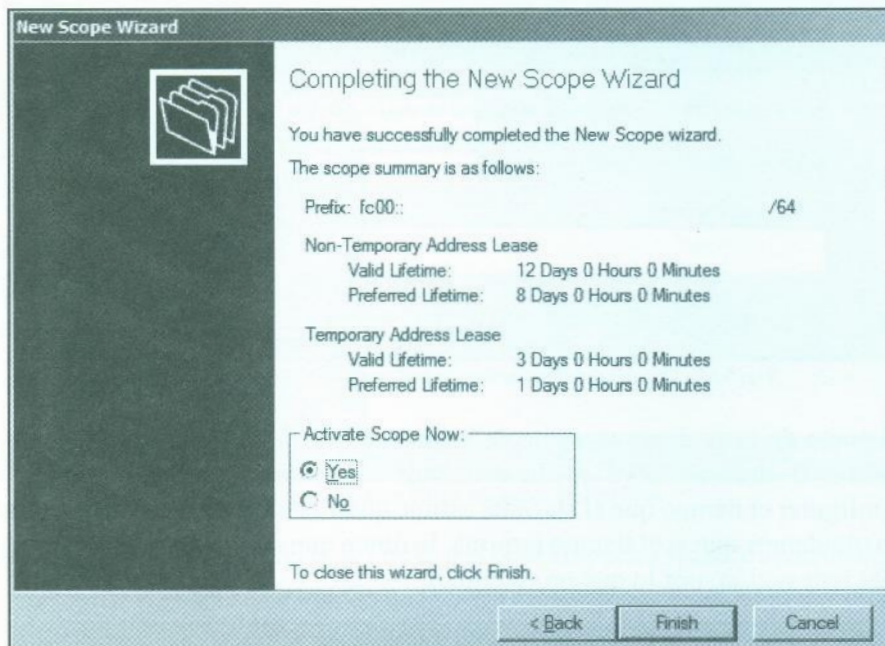 New Scope Wizard
Completing the New Scope Wizard
You have successfully completed the New Scope wizard.
The scope summary is as follows:
Prefix: fc00:: /64
Non-Temporary Address Lease
Valid Lifetime: 12 Days 0 Hours 0 Minutes
Preferred Lifetime: 8 Days 0 Hours 0 Minutes
Temporary Address Lease
Valid Lifetime: 3 Days 0 Hours 0 Minutes
Preferred Lifetime: 1 Days 0 Hours 0 Minutes
Activate Scope Now:
Yes
No
To close this wizard, click Finish.
< Back Finish Cancel